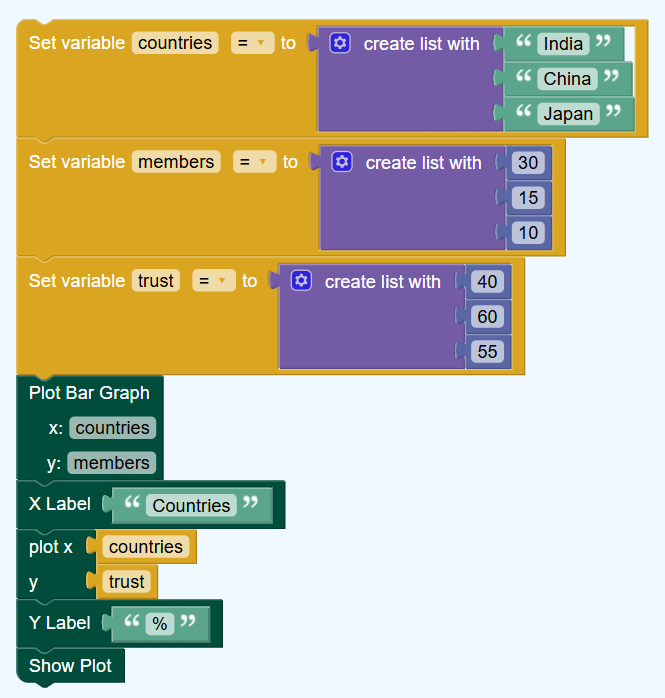 Set variable countries = to create list with “ India ”
“ China ”
“ Japan ”
Set variable members = to create list with 30
15
10
Set variable trust = to create list with 40
60
55
Plot Bar Graph
x: countries
y: members
X Label “ Countries ”
plot x countries
y trust
Y Label “ % ”
Show Plot